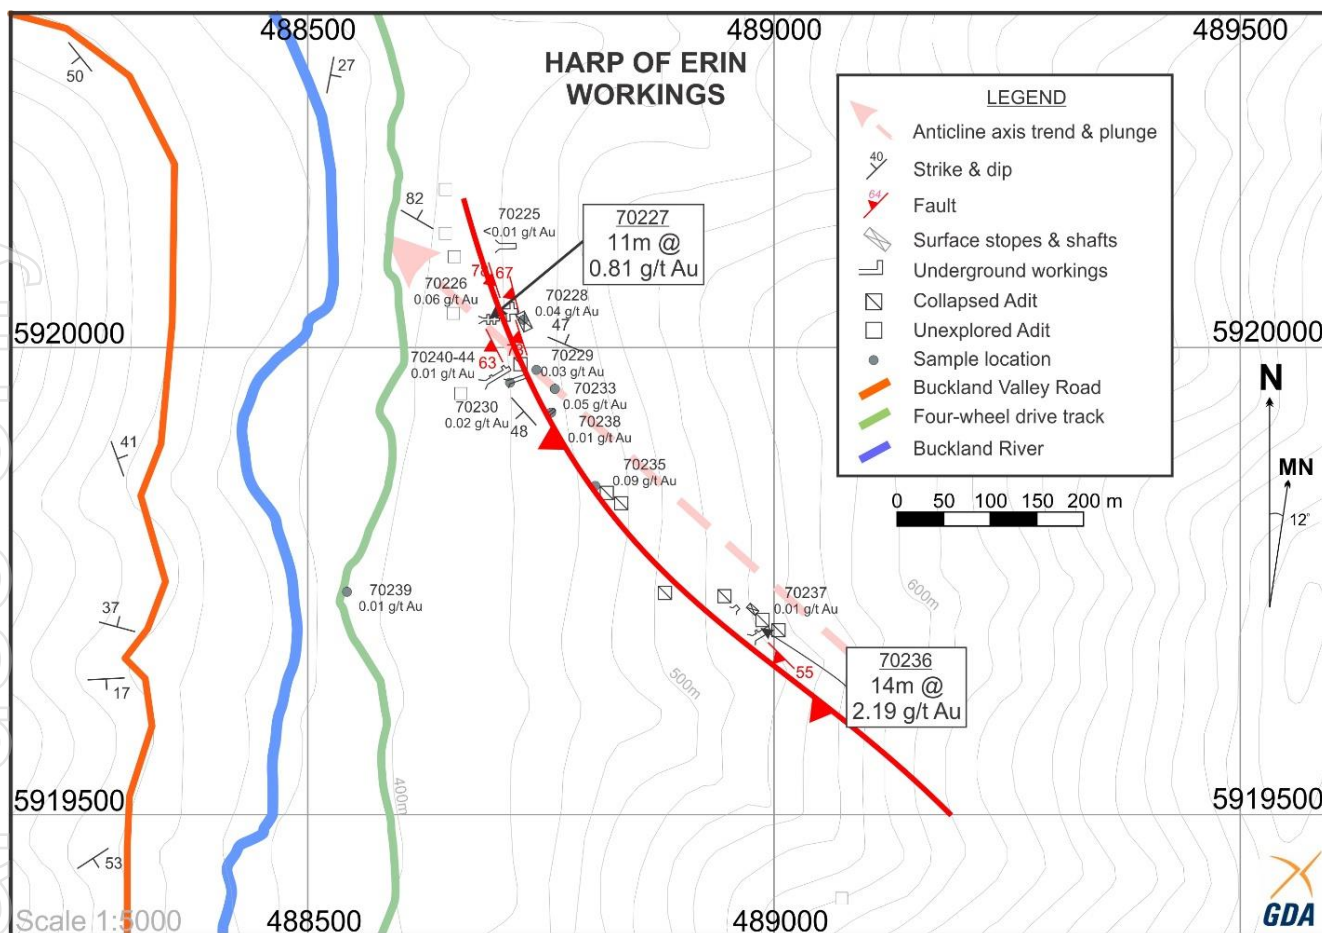 488500
489000
489500
HARP OF ERIN
WORKINGS
50
27
LEGEND
Anticline axis trend & plunge
40
Strike & dip
64
Fault
Surface stopes & shafts
Underground workings
Collapsed Adit
Unexplored Adit
Sample location
Buckland Valley Road
Four-wheel drive track
Buckland River
82
70225
<0.01 g/t Au
70227
11m @
0.81 g/t Au
78
67
70226
0.06 g/t Au
70228
0.04 g/t Au
47
5920000
5920000
70240-44
0.01 g/t Au
63
70229
0.03 g/t Au
70233
0.05 g/t Au
70230
0.02 g/t Au
48
70238
0.01 g/t Au
41
70235
0.09 g/t Au
0 50 100 150 200 m
N
MN
12°
70239
0.01 g/t Au
37
17
70237
0.01 g/t Au
600m
500m
55
70236
14m @
2.19 g/t Au
400m
5919500
5919500
53
Scale 1:5000
488500
489000
GDA